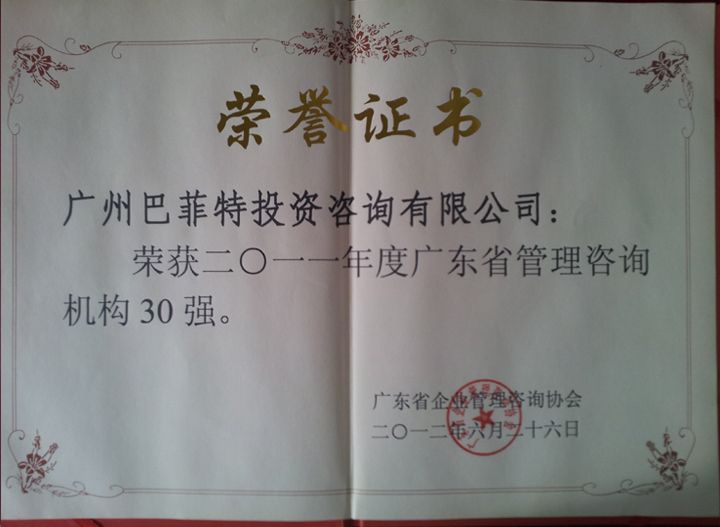 荣誉证书
广州巴菲特投资咨询有限公司：
荣获二〇一一年度广东省管理咨询
机构30强。
广东省企业管理咨询协会
二〇一二年六月二十六日